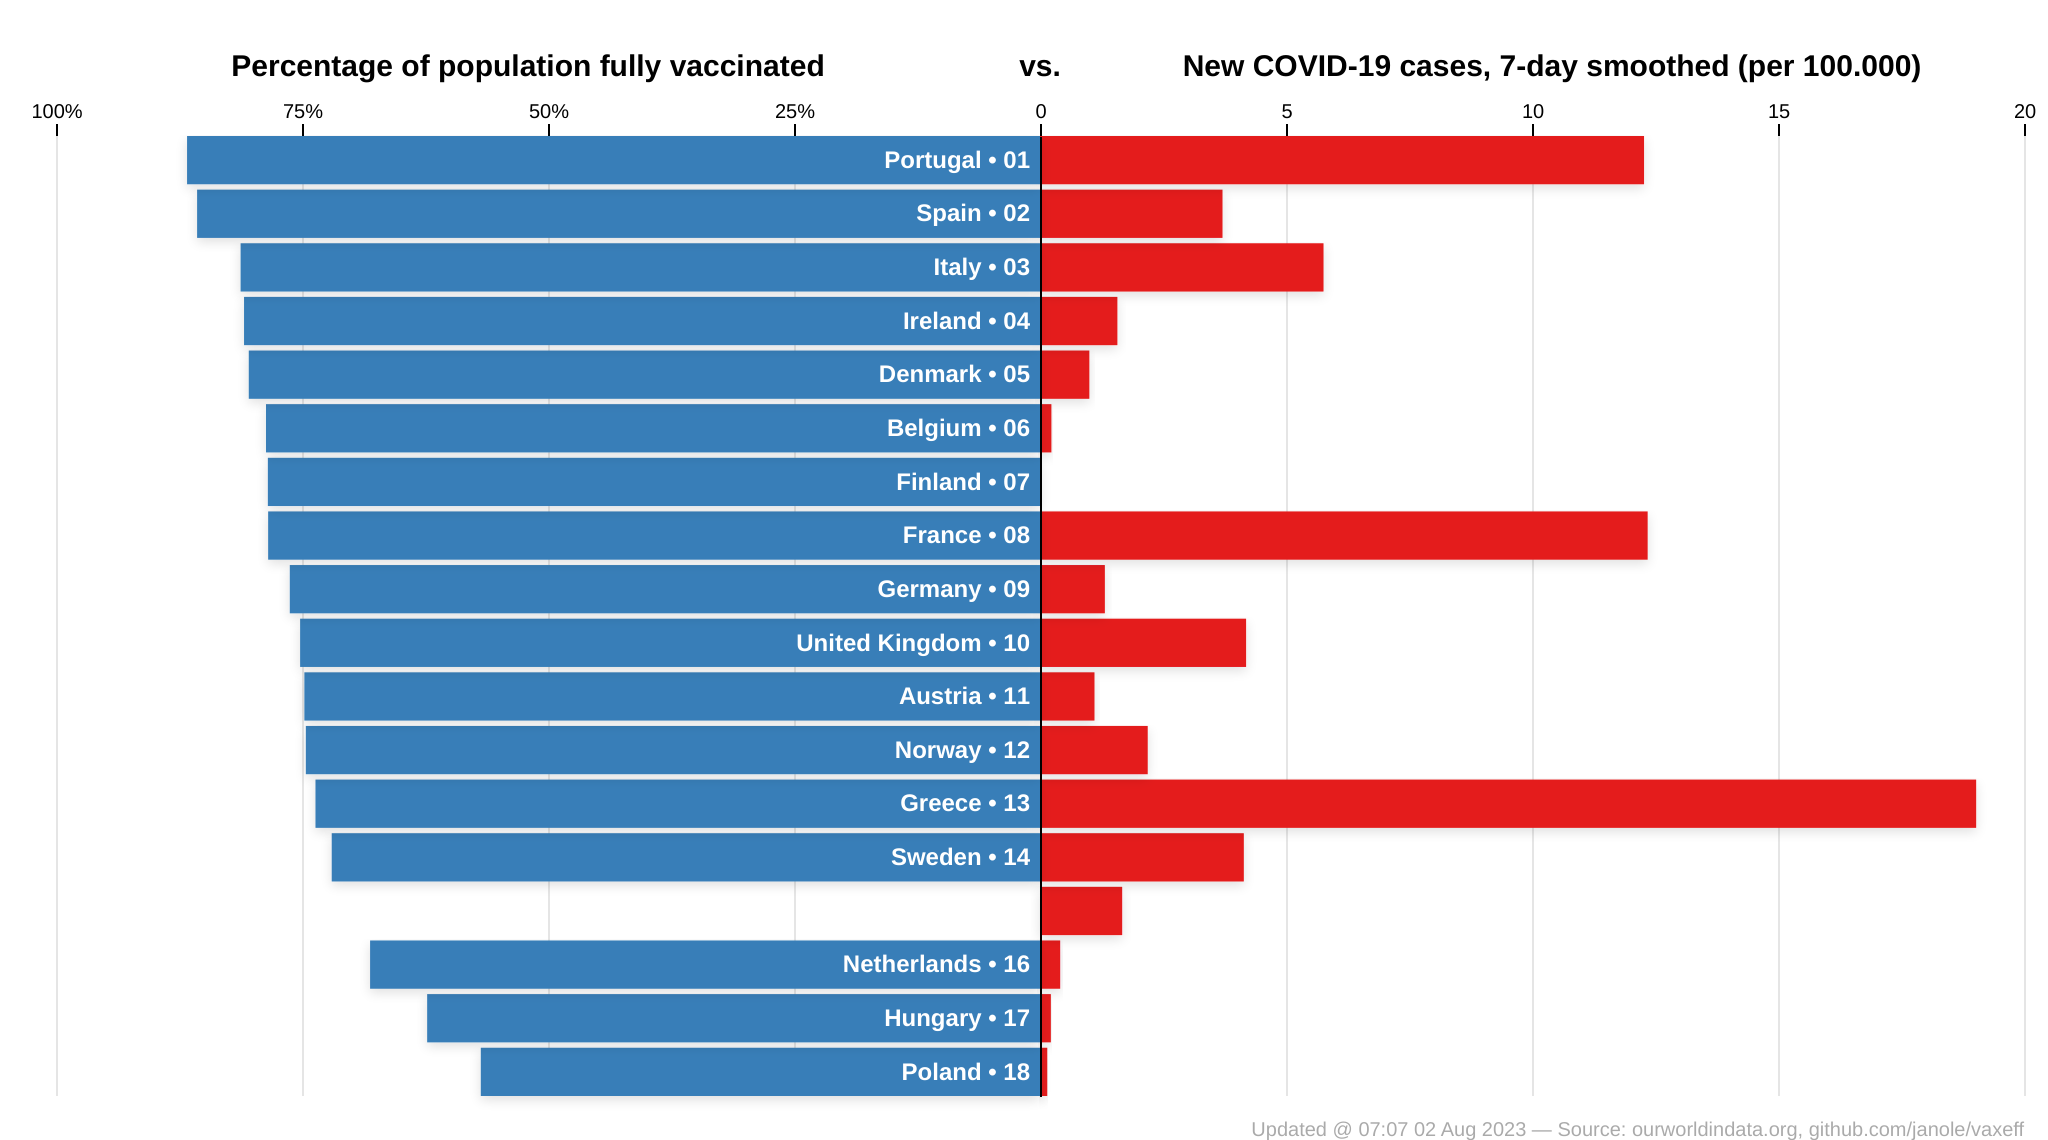 Percentage of population fully vaccinated vs. New COVID-19 cases, 7-day smoothed (per 100.000)
100% 75% 50% 25% 0 5 10 15 20
Portugal • 01
Spain • 02
Italy • 03
Ireland • 04
Denmark • 05
Belgium • 06
Finland • 07
France • 08
Germany • 09
United Kingdom • 10
Austria • 11
Norway • 12
Greece • 13
Sweden • 14
Netherlands • 16
Hungary • 17
Poland • 18
Updated @ 07:07 02 Aug 2023 — Source: ourworldindata.org, github.com/janole/vaxeff